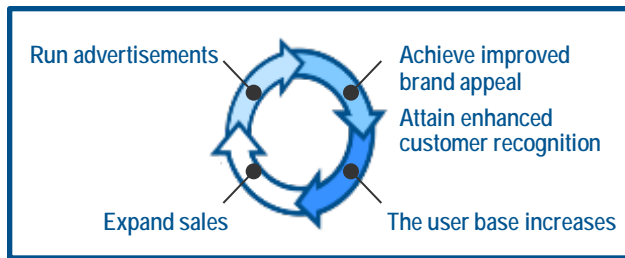 Run advertisements
Achieve improved
brand appeal
Attain enhanced
customer recognition
Expand sales
The user base increases